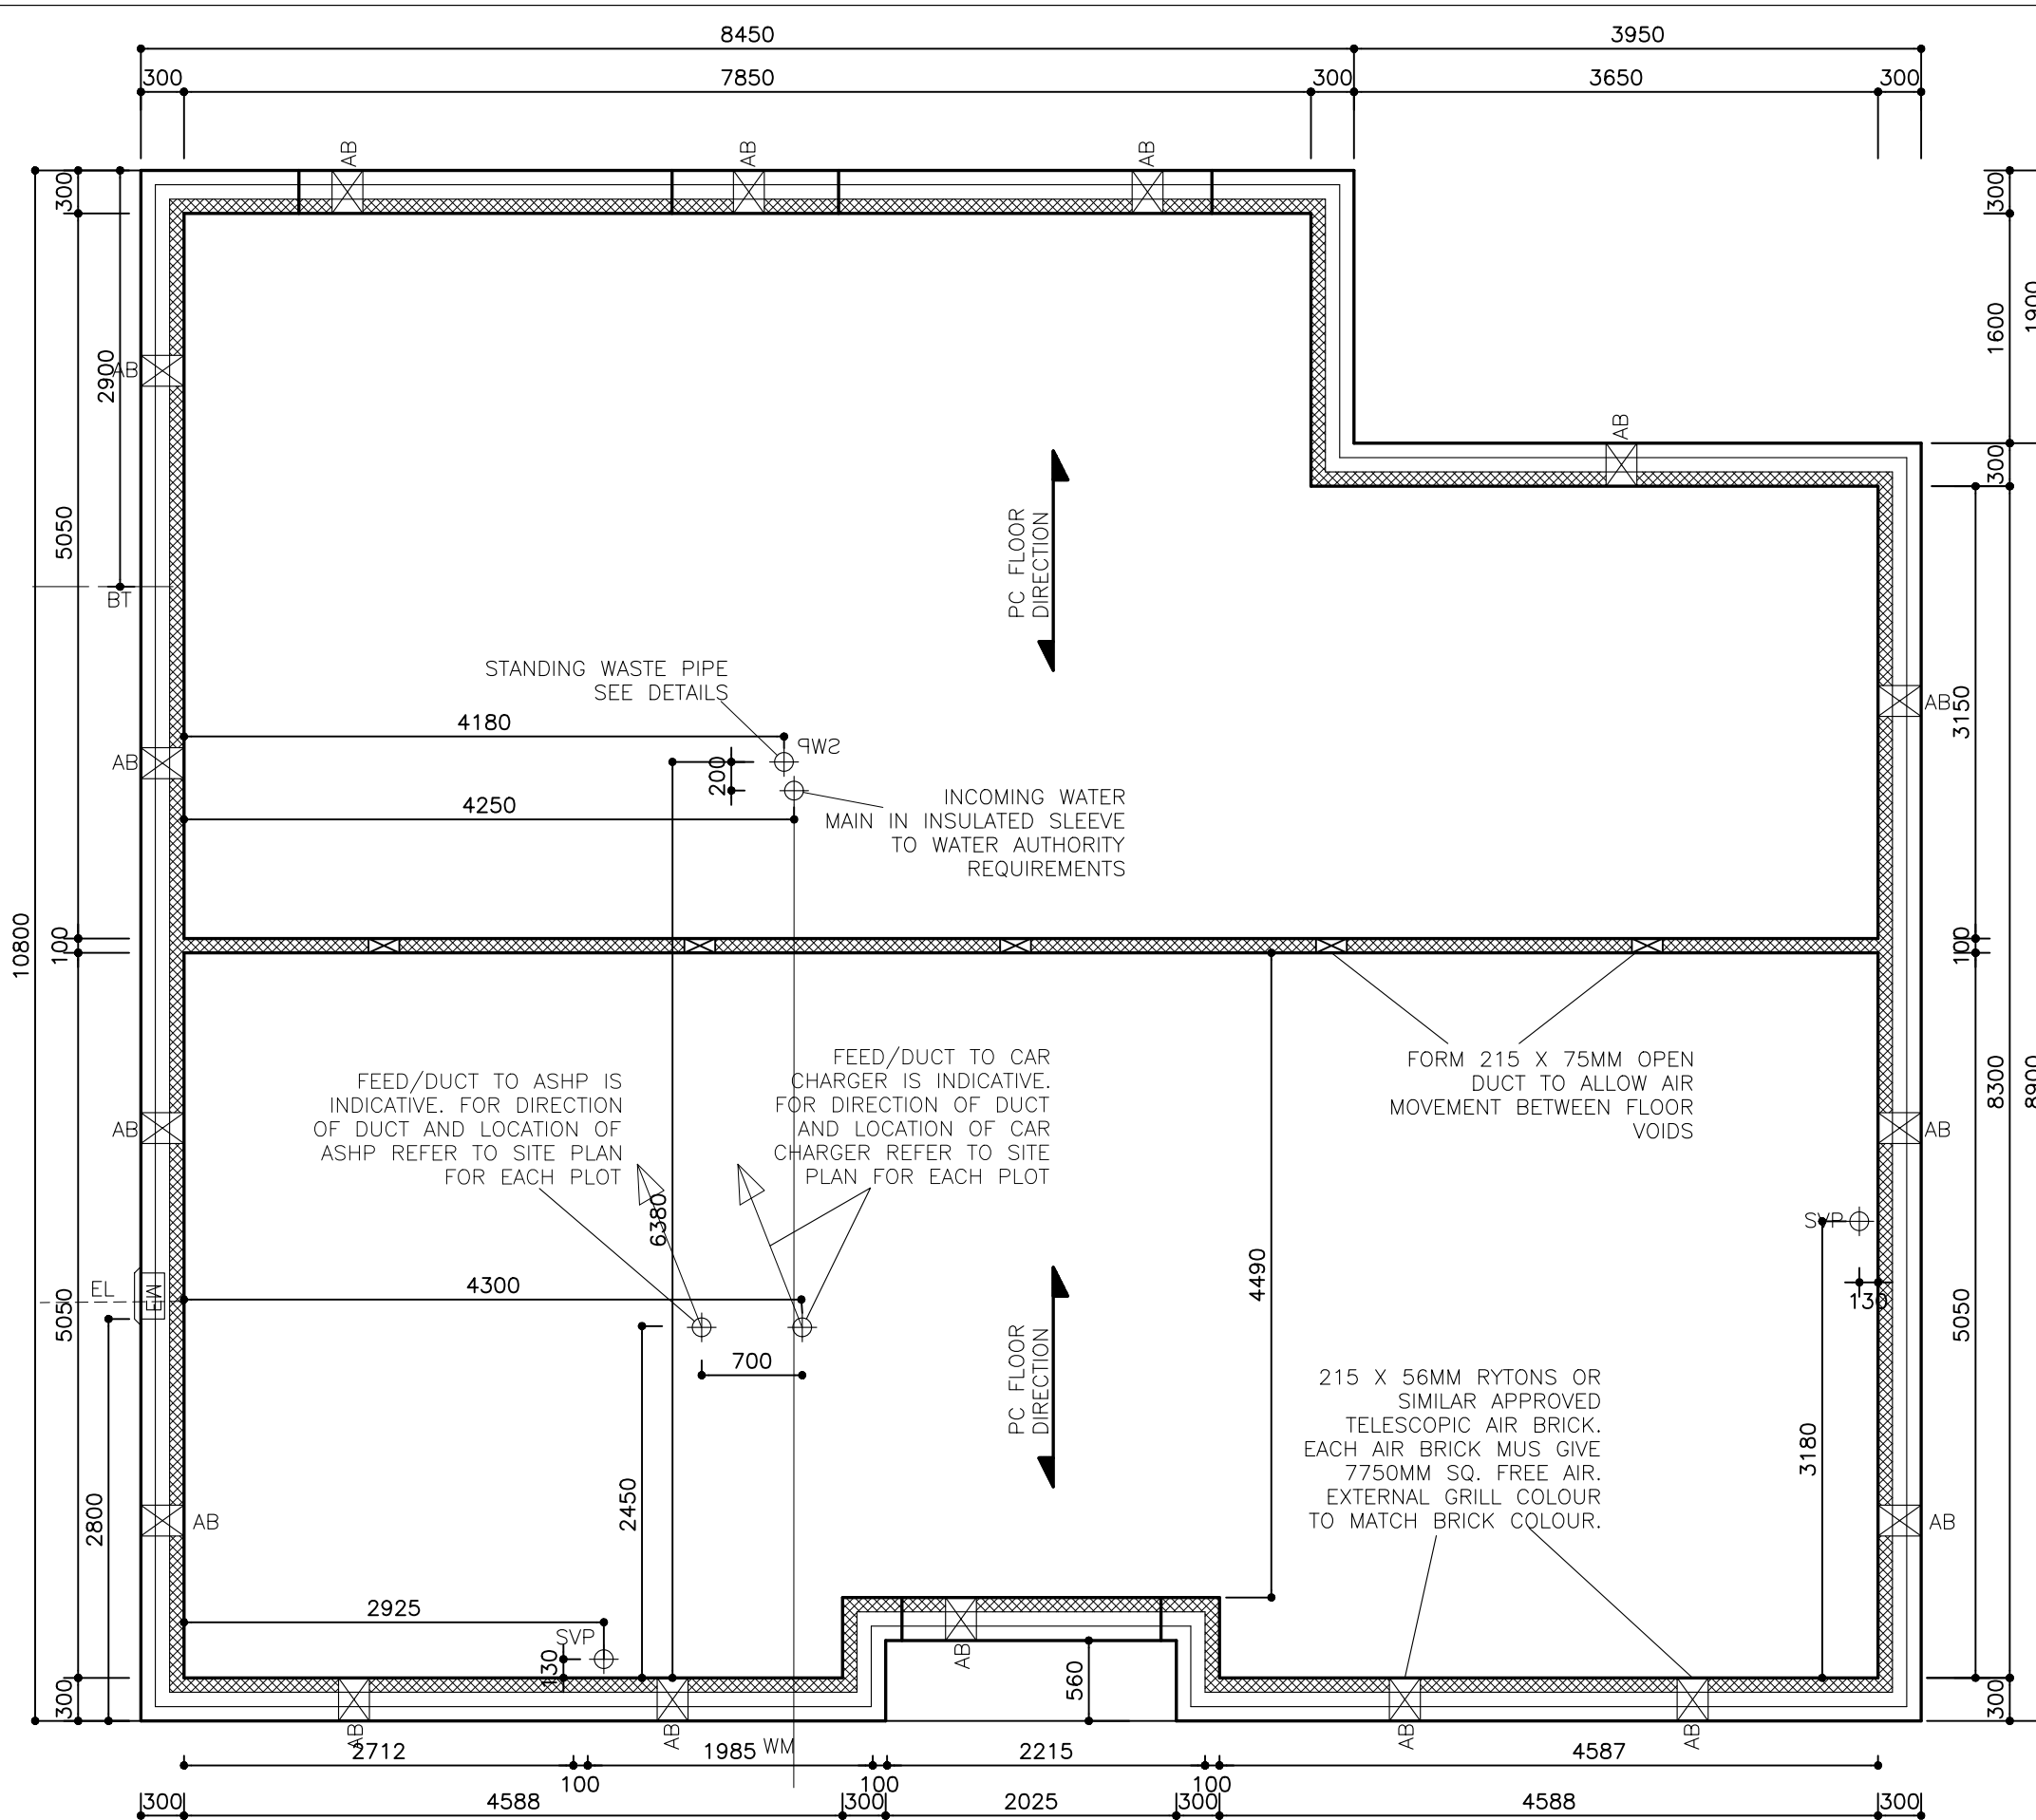 8450
3950
300
7850
300
3650
300
AB
AB
AB
300
300
2900
AB
1600
1900
AB
300
5050
PC FLOOR
DIRECTION
BT
STANDING WASTE PIPE
SEE DETAILS
AB
3150
4180
SWP
AB
200
4250
INCOMING WATER
MAIN IN INSULATED SLEEVE
TO WATER AUTHORITY
REQUIREMENTS
10800
100
100
FEED/DUCT TO ASHP IS
INDICATIVE. FOR DIRECTION
OF DUCT AND LOCATION OF
ASHP REFER TO SITE PLAN
FOR EACH PLOT
FEED/DUCT TO CAR
CHARGER IS INDICATIVE.
FOR DIRECTION OF DUCT
AND LOCATION OF CAR
CHARGER REFER TO SITE
PLAN FOR EACH PLOT
FORM 215 X 75MM OPEN
DUCT TO ALLOW AIR
MOVEMENT BETWEEN FLOOR
VOIDS
8300
8900
AB
AB
6380
SVP
4490
EL
ME
4300
130
5050
5050
700
PC FLOOR
DIRECTION
215 X 56MM RYTONS OR
SIMILAR APPROVED
TELESCOPIC AIR BRICK.
EACH AIR BRICK MUS GIVE
7750MM SQ. FREE AIR.
EXTERNAL GRILL COLOUR
TO MATCH BRICK COLOUR.
3180
2800
2450
AB
AB
2925
SVP
130
AB
560
300
300
AB
AB
AB
AB
2712
1985
WM
2215
4587
100
100
100
300
4588
300
2025
300
4588
300